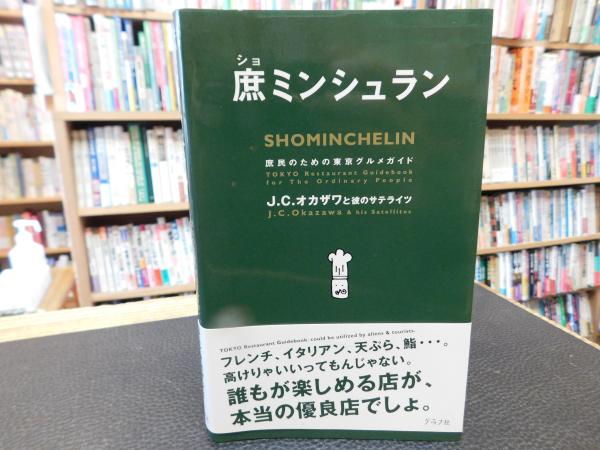 ショ
庶ミンシュラン
SHOMINCHELIN
庶民のための東京グルメガイド
TOKYO Restaurant Guidebook
for The Ordinary People
J.C.オカザワと彼のサテライツ
J.C.Okazawa & his Satellites
TOKYO Restaurant Guidebook: could be utilized by aliens & tourists.
フレンチ、イタリアン、天ぷら、鮨・・・。
高けりゃいいってもんじゃない。
誰もが楽しめる店が、
本当の優良店でしょ。
グラフ社